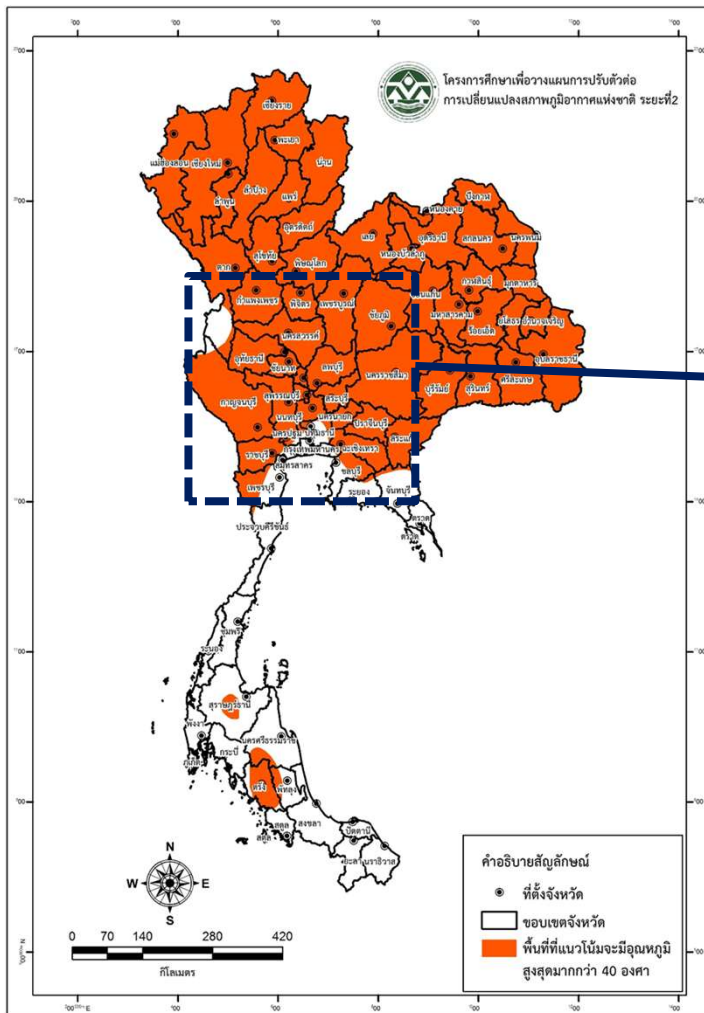 โครงการศึกษาเพื่อวางแผนการปรับตัวต่อ
การเปลี่ยนแปลงสภาพภูมิอากาศแห่งชาติ ระยะที่2
เชียงราย
พะเยา
แม่ฮ่องสอน
เชียงใหม่
น่าน
ลำปาง
ลำพูน
แพร่
อุตรดิตถ์
บึงกาฬ
หนองคาย
เลย
อุดรธานี
สกลนคร
นครพนม
หนองบัวลำภู
ตาก
สุโขทัย
พิษณุโลก
กำแพงเพชร
พิจิตร
เพชรบูรณ์
ขอนแก่น
กาฬสินธุ์
มุกดาหาร
มหาสารคาม
ร้อยเอ็ด
ยโสธร
อำนาจเจริญ
ชัยภูมิ
นครสวรรค์
อุทัยธานี
ชัยนาท
ลพบุรี
นครราชสีมา
บุรีรัมย์
สุรินทร์
ศรีสะเกษ
อุบลราชธานี
กาญจนบุรี
สุพรรณบุรี
สระบุรี
นนทบุรี
นครนายก
ปราจีนบุรี
นครปฐม
ปทุมธานี
สระแก้ว
กรุงเทพมหานคร
ฉะเชิงเทรา
ราชบุรี
สมุทรสาคร
ชลบุรี
เพชรบุรี
ระยอง
จันทบุรี
ตราด
ตราด
ประจวบคีรีขันธ์
ชุมพร
ระนอง
สุราษฎร์ธานี
พังงา
นครศรีธรรมราช
กระบี่
ภูเก็ต
ตรัง
พัทลุง
สตูล
สตูล
สงขลา
ปัตตานี
ยะลา
นราธิวาส
N
W
E
S
0 70 140 280 420
กิโลเมตร
คำอธิบายสัญลักษณ์
ที่ตั้งจังหวัด
ขอบเขตจังหวัด
พื้นที่ที่แนวโน้มจะมีอุณหภูมิ
สูงสุดมากกว่า 40 องศา